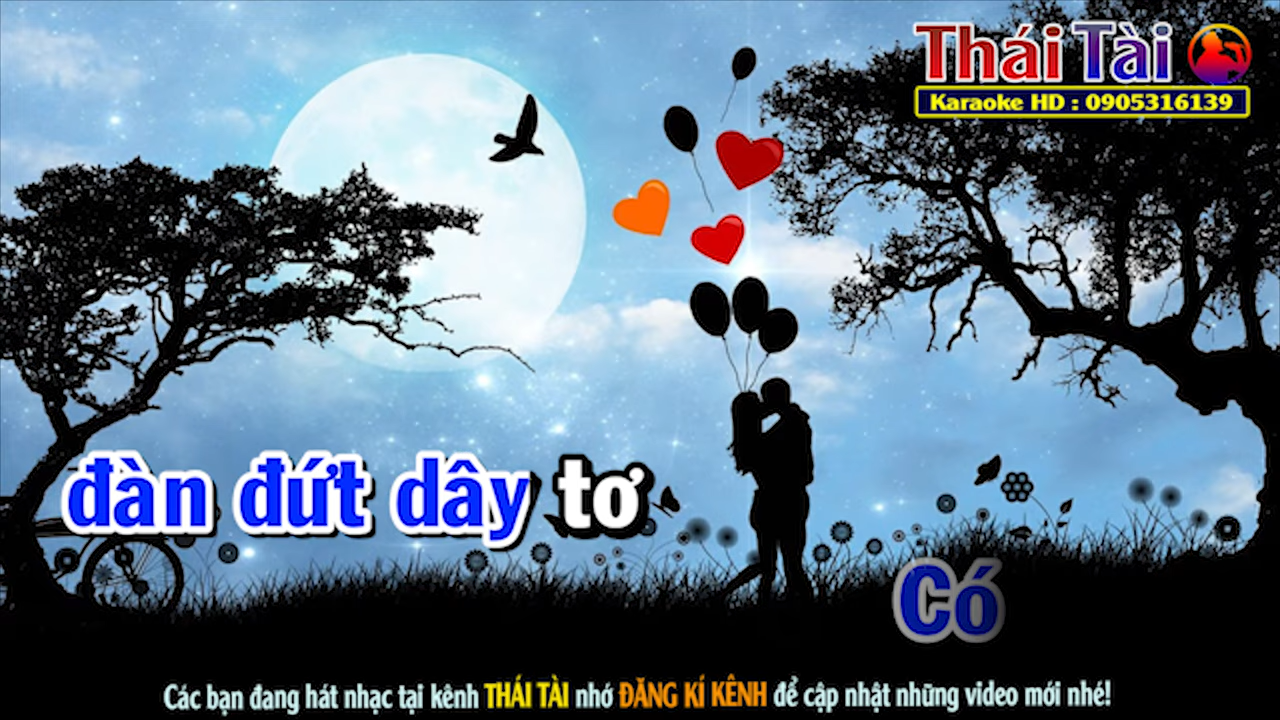 Thái Tài
Karaoke HD : 0905316139
đàn đứt dây tơ
Có
Các bạn đang hát nhạc tại kênh THÁI TÀI nhớ ĐĂNG KÍ KÊNH để cập nhật những video mới nhé!